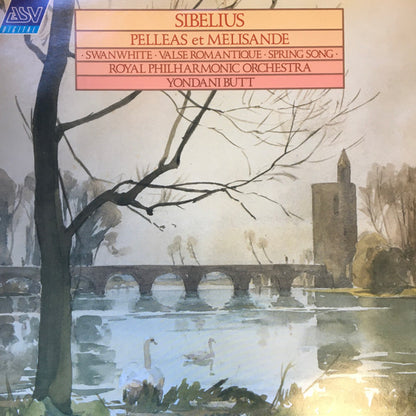 ASV
DIGITAL
SIBELIUS
PELLEAS et MELISANDE
· SWANWHITE · VALSE ROMANTIQUE · SPRING SONG ·
ROYAL PHILHARMONIC ORCHESTRA
YONDANI BUTT